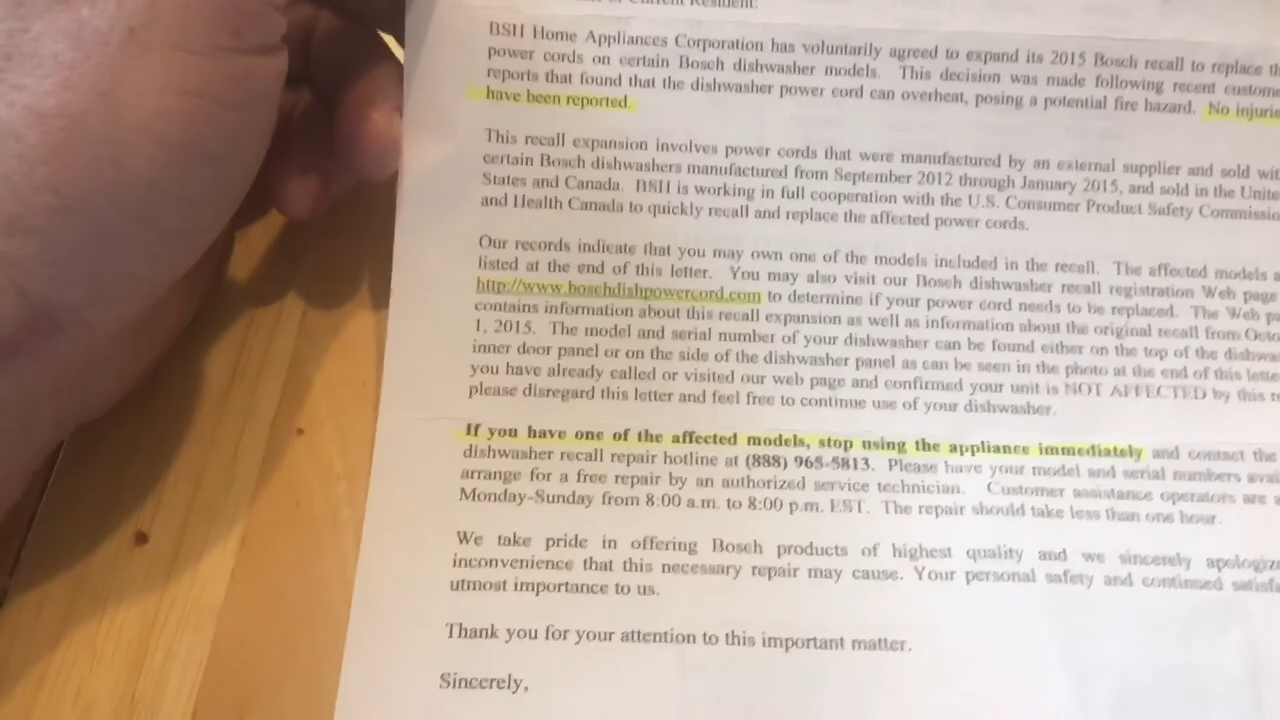 Resident:
BSH Home Appliances Corporation has voluntarily agreed to expand its 2015 Bosch recall to replace th
power cords on certain Bosch dishwasher models. This decision was made following recent custome
reports that found that the dishwasher power cord can overheat, posing a potential fire hazard. No injurie
have been reported.
This recall expansion involves power cords that were manufactured by an external supplier and sold wit
certain Bosch dishwashers manufactured from September 2012 through January 2015, and sold in the Unite
States and Canada. BSH is working in full cooperation with the U.S. Consumer Product Safety Commissio
and Health Canada to quickly recall and replace the affected power cords.
Our records indicate that you may own one of the models included in the recall. The affected models a
listed at the end of this letter. You may also visit our Bosch dishwasher recall registration Web page
http://www.boschdishpowercord.com to determine if your power cord needs to be replaced. The Web pa
contains information about this recall expansion as well as information about the original recall from Octo
1, 2015. The model and serial number of your dishwasher can be found either on the top of the dishwa
inner door panel or on the side of the dishwasher panel as can be seen in the photo at the end of this lette
you have already called or visited our web page and confirmed your unit is NOT AFFECTED by this re
please disregard this letter and feel free to continue use of your dishwasher.
If you have one of the affected models, stop using the appliance immediately and contact the
dishwasher recall repair hotline at (888) 965-5813. Please have your model and serial numbers avai
arrange for a free repair by an authorized service technician. Customer assistance operators are a
Monday-Sunday from 8:00 a.m. to 8:00 p.m. EST. The repair should take less than one hour.
We take pride in offering Bosch products of highest quality and we sincerely apologiz
inconvenience that this necessary repair may cause. Your personal safety and continued satisfa
utmost importance to us.
Thank you for your attention to this important matter.
Sincerely,